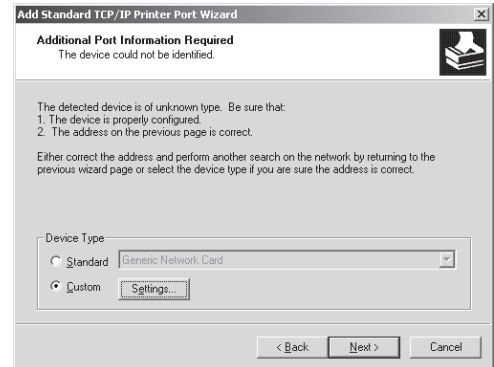 Add Standard TCP/IP Printer Port Wizard
Additional Port Information Required
The device could not be identified.
The detected device is of unknown type. Be sure that:
1. The device is properly configured.
2. The address on the previous page is correct.
Either correct the address and perform another search on the network by returning to the
previous wizard page or select the device type if you are sure the address is correct.
Device Type
Standard Generic Network Card
Custom Settings...
< Back Next > Cancel